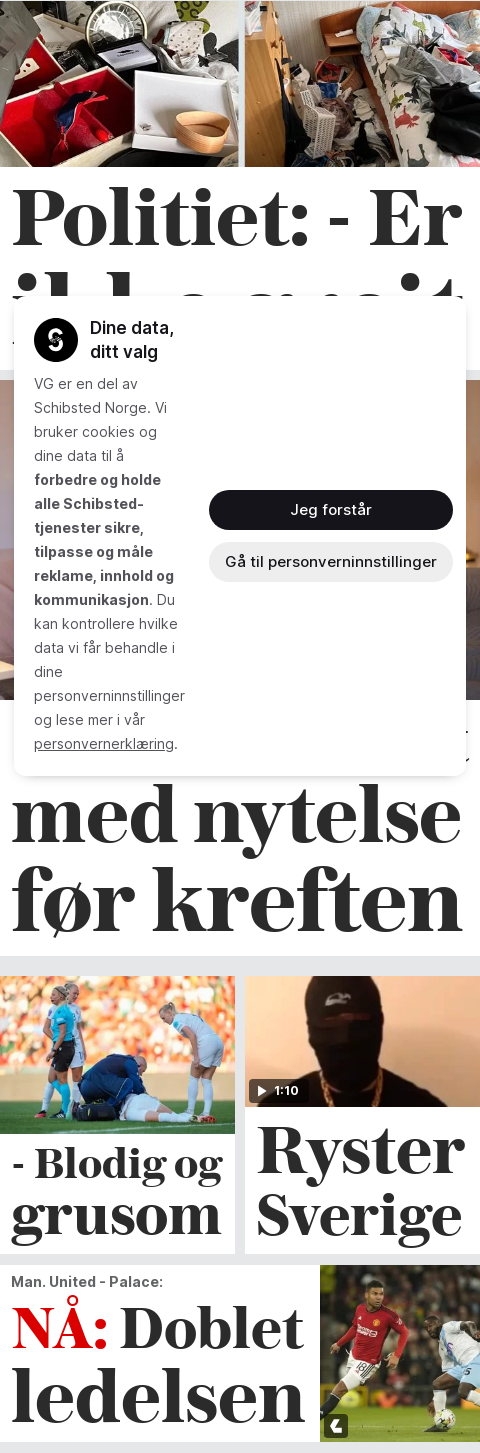 Politiet: - Er
Dine data,
ditt valg
VG er en del av
Schibsted Norge. Vi
bruker cookies og
dine data til å
forbedre og holde
alle Schibsted-
tjenester sikre,
tilpasse og måle
reklame, innhold og
kommunikasjon. Du
kan kontrollere hvilke
data vi får behandle i
dine
personverninnstillinger
og lese mer i vår
personvernerklæring.
Jeg forstår
Gå til personverninnstillinger
med nytelse
før kreften
- Blodig og
grusom
1:10
Ryster
Sverige
Man. United - Palace:
NÅ: Doblet
ledelsen